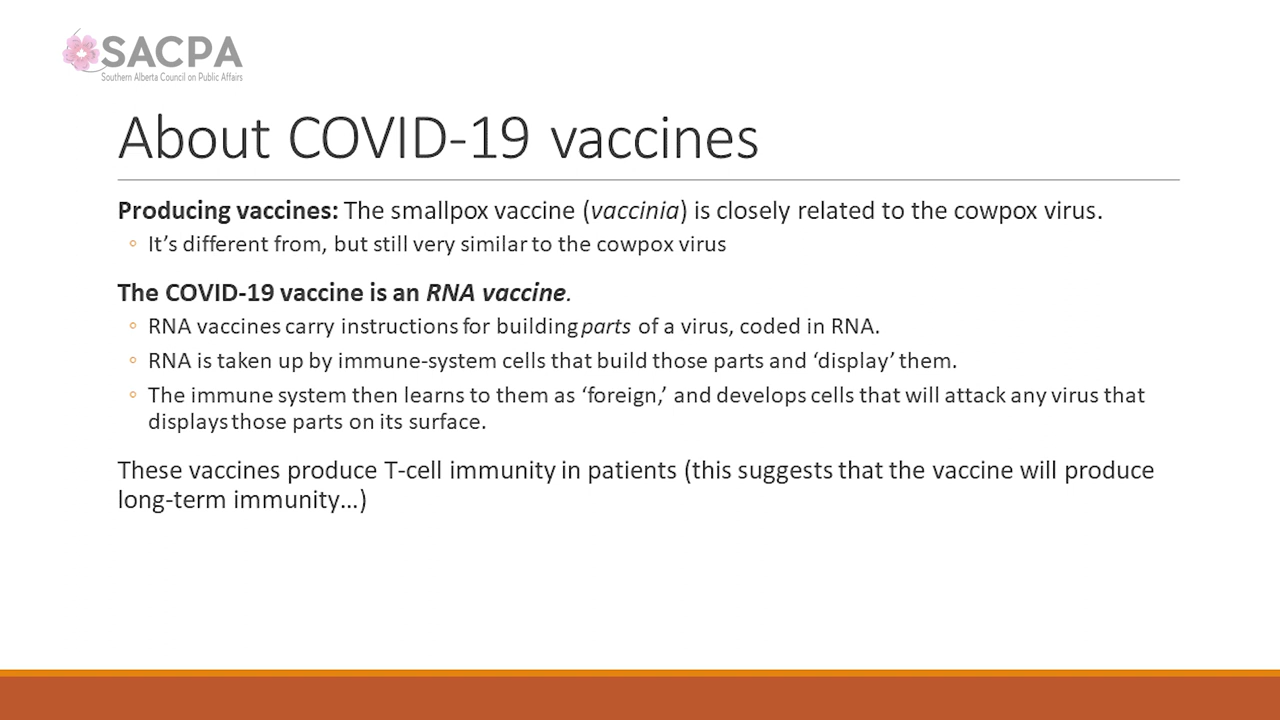 SACPA
Southern Alberta Council on Public Affairs
About COVID-19 vaccines
Producing vaccines: The smallpox vaccine (vaccinia) is closely related to the cowpox virus.
◦ It’s different from, but still very similar to the cowpox virus
The COVID-19 vaccine is an RNA vaccine.
◦ RNA vaccines carry instructions for building parts of a virus, coded in RNA.
◦ RNA is taken up by immune-system cells that build those parts and ‘display’ them.
◦ The immune system then learns to them as ‘foreign,’ and develops cells that will attack any virus that
displays those parts on its surface.
These vaccines produce T-cell immunity in patients (this suggests that the vaccine will produce
long-term immunity…)